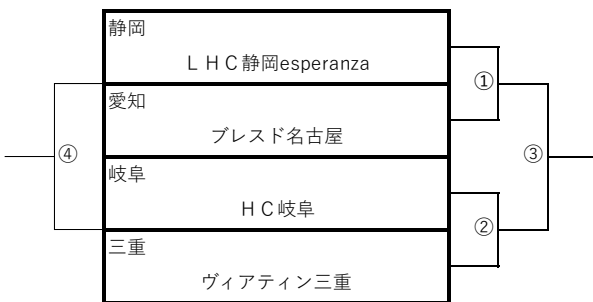 静岡
ＬＨＣ静岡esperanza
①
愛知
ブレスド名古屋
④
③
岐阜
ＨＣ岐阜
②
三重
ヴィアティン三重